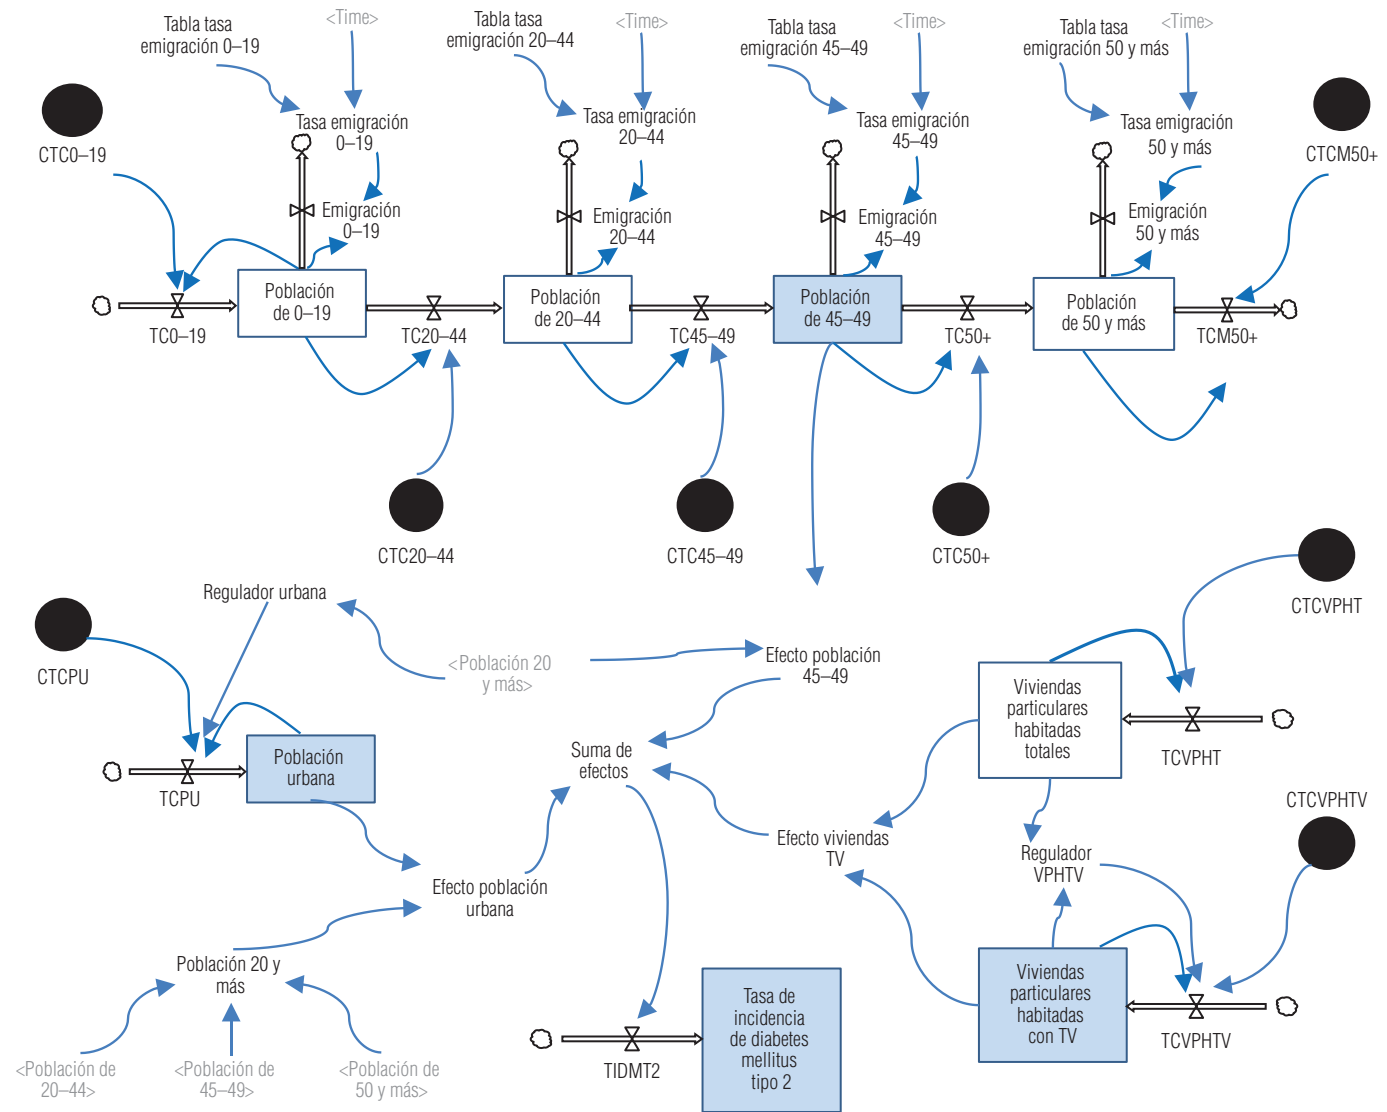 Tabla tasa
emigración 0–19
<Time>
Tabla tasa
emigración 20–44
<Time>
Tabla tasa
emigración 45–49
<Time>
Tabla tasa
emigración 50 y más
<Time>
CTC0–19
Tasa emigración
0–19
Tasa emigración
20–44
Tasa emigración
45–49
Tasa emigración
50 y más
CTCM50+
Emigración
0–19
Emigración
20–44
Emigración
45–49
Emigración
50 y más
Población
de 0–19
Población
de 20–44
Población
de 45–49
Población
de 50 y más
TC0–19
TC20–44
TC45–49
TC50+
TCM50+
CTC20–44
CTC45–49
CTC50+
Regulador urbana
CTCPU
CTCVPHT
<Población 20
y más>
Efecto población
45–49
Viviendas
particulares
habitadas
totales
Población
urbana
TCPU
Suma de
efectos
TCVPHT
CTCVPHTV
Efecto viviendas
TV
Regulador
VPHTV
Efecto población
urbana
Población 20 y
más
Viviendas
particulares
habitadas
con TV
TCVPHTV
Tasa de
incidencia
de diabetes
mellitus
tipo 2
TIDMT2
<Población de
20–44>
<Población de
45–49>
<Población de
50 y más>